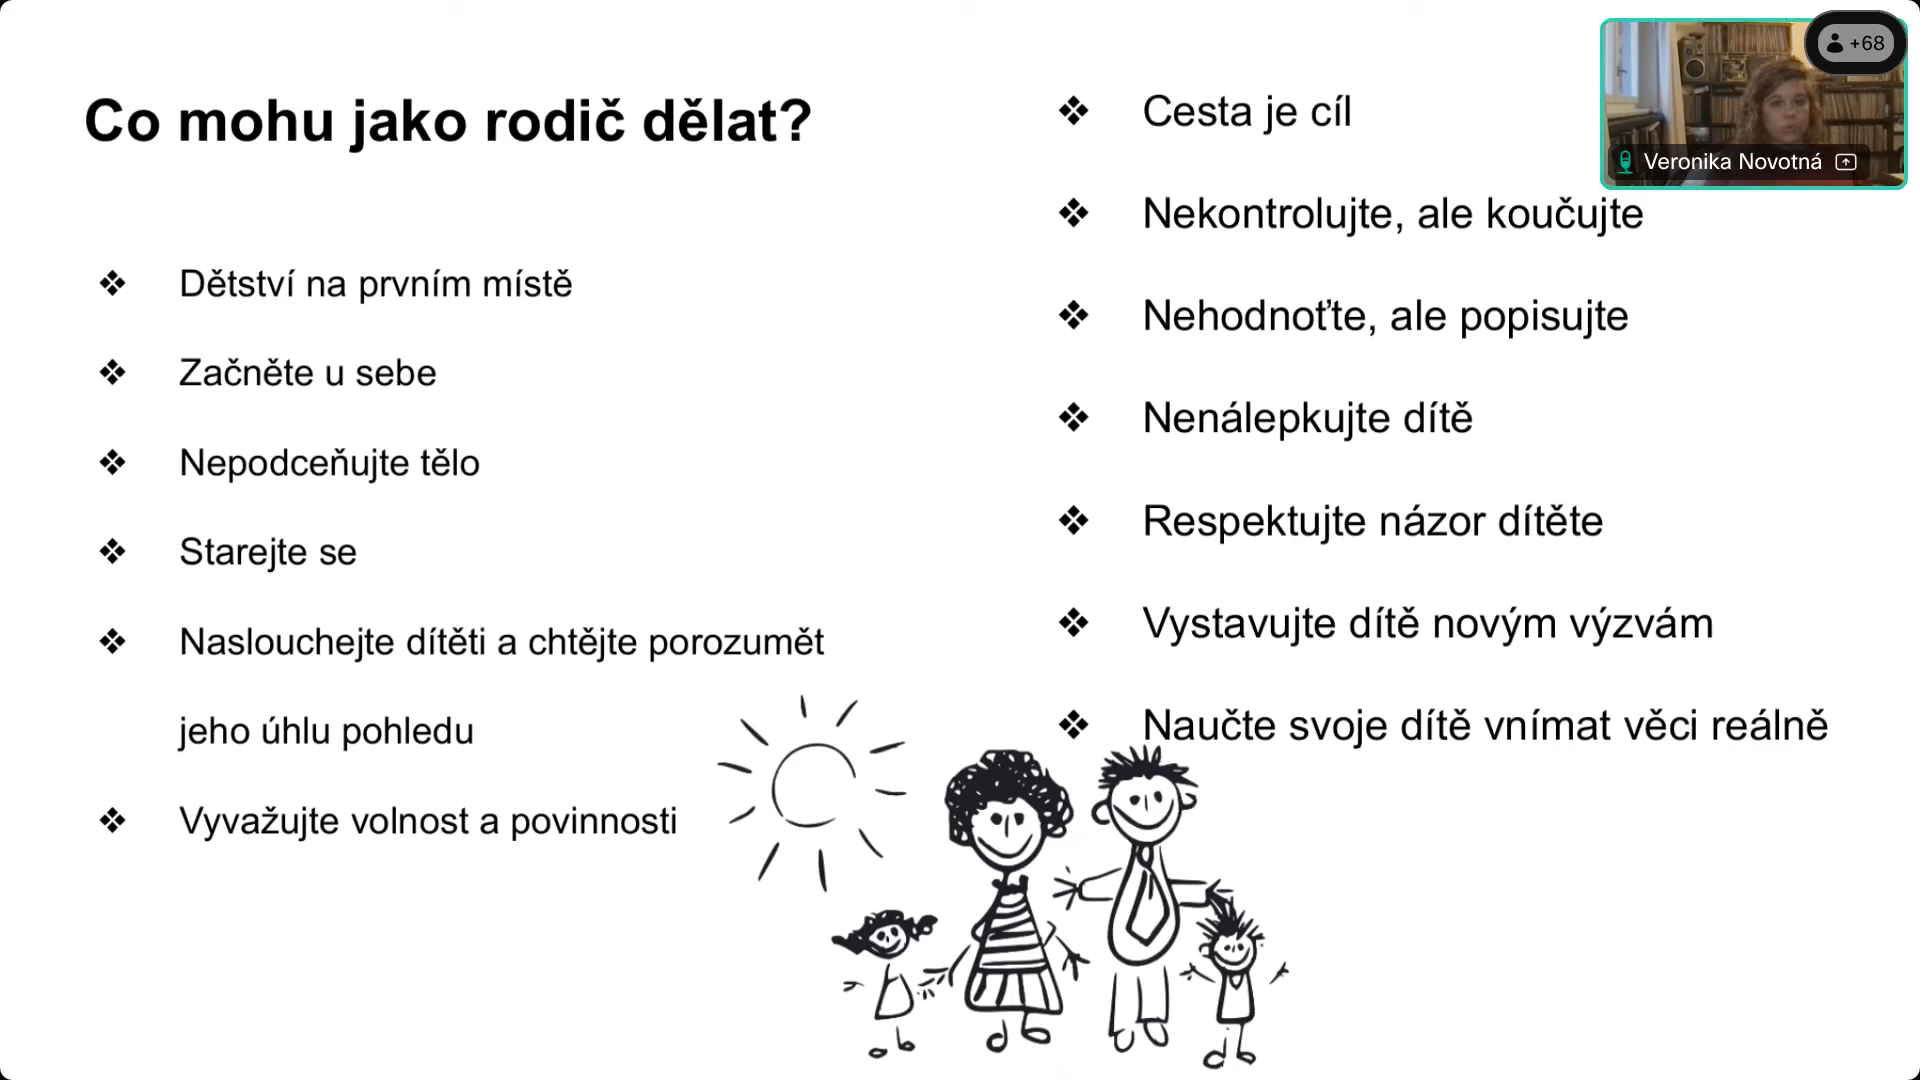 Co mohu jako rodič dělat?
❖ Dětství na prvním místě
❖ Začněte u sebe
❖ Nepodceňujte tělo
❖ Starejte se
❖ Naslouchejte dítěti a chtějte porozumět
jeho úhlu pohledu
❖ Vyvažujte volnost a povinnosti
❖ Cesta je cíl
❖ Nekontrolujte, ale koučujte
❖ Nehodnoťte, ale popisujte
❖ Nenálepkujte dítě
❖ Respektujte názor dítěte
❖ Vystavujte dítě novým výzvám
❖ Naučte svoje dítě vnímat věci reálně
+68
Veronika Novotná